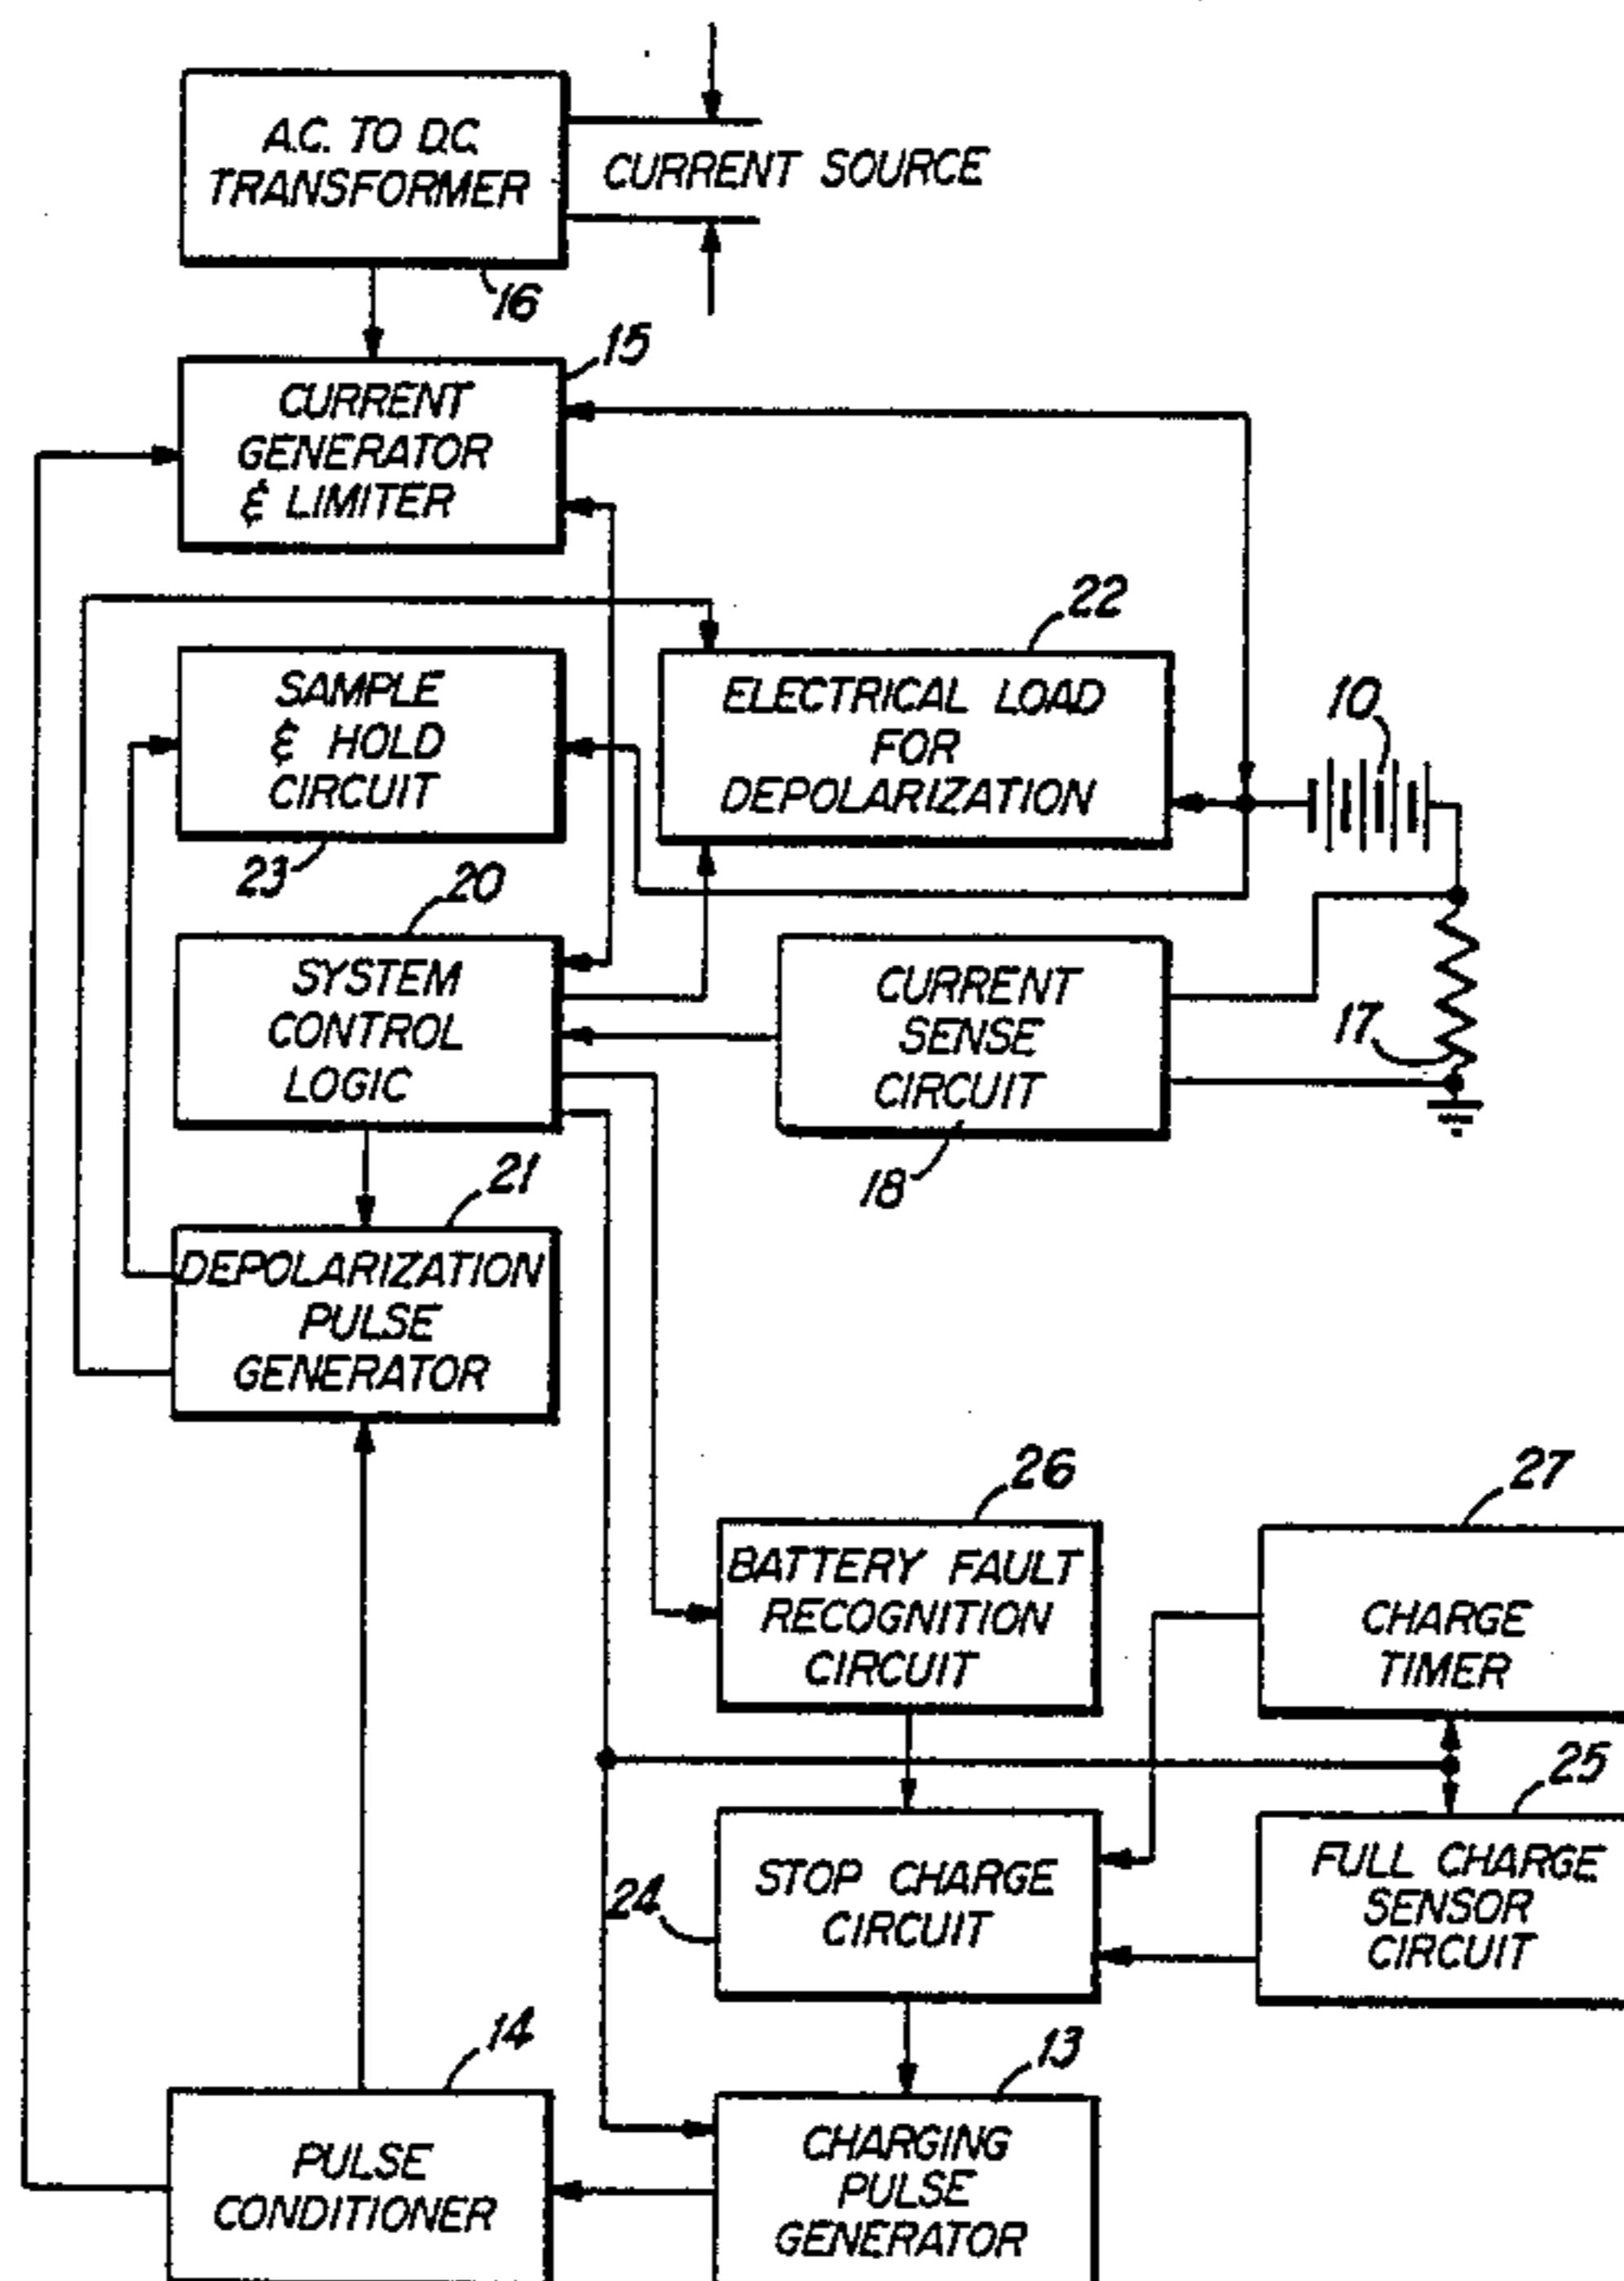 A.C. TO D.C.
TRANSFORMER
CURRENT SOURCE
16
15
CURRENT
GENERATOR
& LIMITER
22
SAMPLE
& HOLD
CIRCUIT
23
ELECTRICAL LOAD
FOR
DEPOLARIZATION
10
20
SYSTEM
CONTROL
LOGIC
CURRENT
SENSE
CIRCUIT
18
17
21
DEPOLARIZATION
PULSE
GENERATOR
26
BATTERY FAULT
RECOGNITION
CIRCUIT
27
CHARGE
TIMER
25
24
STOP CHARGE
CIRCUIT
FULL CHARGE
SENSOR
CIRCUIT
14
PULSE
CONDITIONER
13
CHARGING
PULSE
GENERATOR